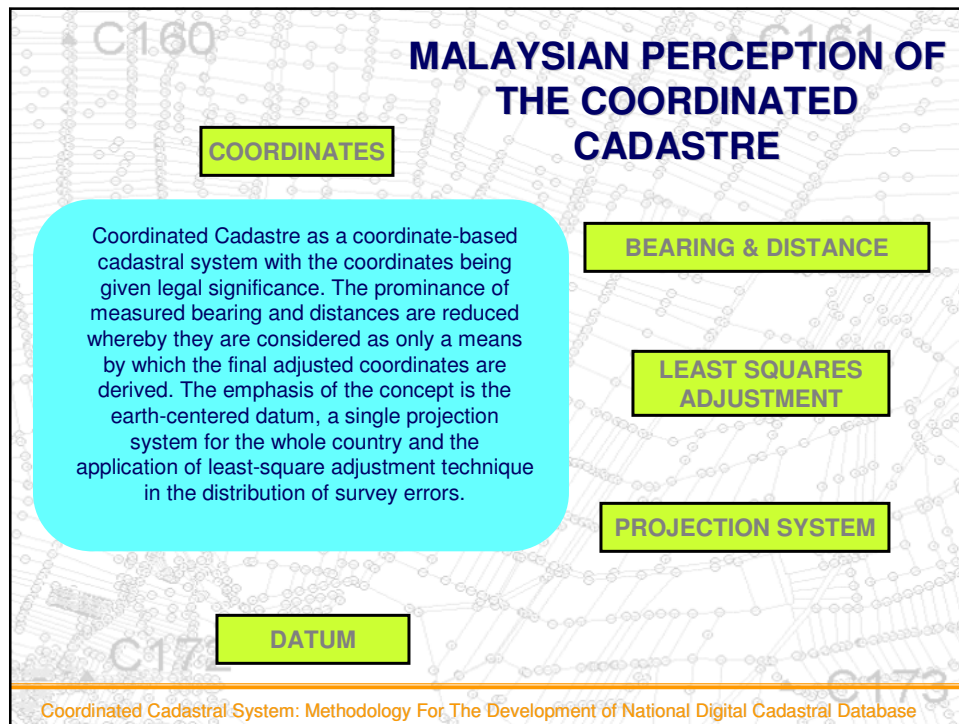 C160
C161
MALAYSIAN PERCEPTION OF
THE COORDINATED
CADASTRE
COORDINATES
Coordinated Cadastre as a coordinate-based
cadastral system with the coordinates being
given legal significance. The prominance of
measured bearing and distances are reduced
whereby they are considered as only a means
by which the final adjusted coordinates are
derived. The emphasis of the concept is the
earth-centered datum, a single projection
system for the whole country and the
application of least-square adjustment technique
in the distribution of survey errors.
BEARING & DISTANCE
LEAST SQUARES
ADJUSTMENT
PROJECTION SYSTEM
DATUM
C172
C173
Coordinated Cadastral System: Methodology For The Development of National Digital Cadastral Database